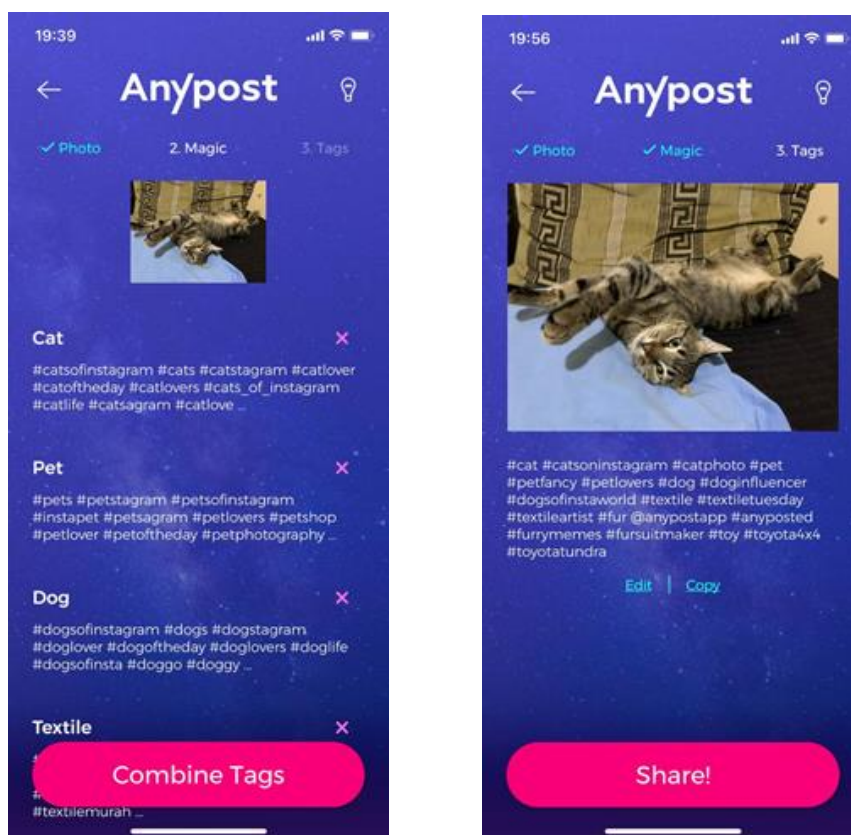 19:39
Anypost
Photo
2. Magic
3. Tags
Cat
#catsofinstagram #cats #catstagram #catlover
#catoftheday #catlovers #cats_of_instagram
#catlife #catsagram #catlove ...
Pet
#pets #petstagram #petsofinstagram
#instapet #petsagram #petlovers #petshop
#petlover #petoftheday #petphotography ...
Dog
#dogsofinstagram #dogs #dogstagram
#doglover #dogoftheday #doglovers #doglife
#dogsofinsta #doggo #doggy ...
Textile
Combine Tags
#textilemurah ...
19:56
Anypost
Photo
Magic
3. Tags
#cat #catsoninstagram #catphoto #pet
#petfancy #petlovers #dog #doginfluencer
#dogsofinstaworld #textile #textiletuesday
#textileartist #fur @anypostapp #anyposted
#furrymemes #fursuitmaker #toy #toyota4x4
#toyotatundra
Edit | Copy
Share!